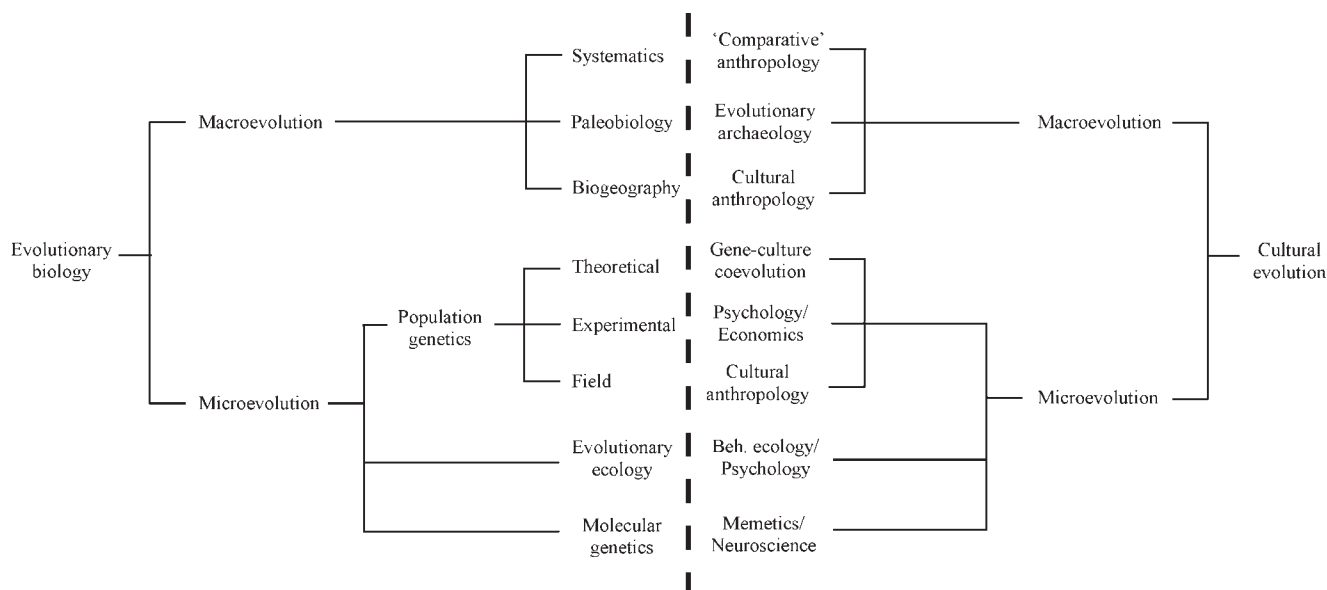 Systematics
'Comparative'
anthropology
Macroevolution
Paleobiology
Evolutionary
archaeology
Macroevolution
Biogeography
Cultural
anthropology
Evolutionary
biology
Theoretical
Gene-culture
coevolution
Cultural
evolution
Population
genetics
Experimental
Psychology/
Economics
Field
Cultural
anthropology
Microevolution
Microevolution
Evolutionary
ecology
Beh. ecology/
Psychology
Molecular
genetics
Memetics/
Neuroscience